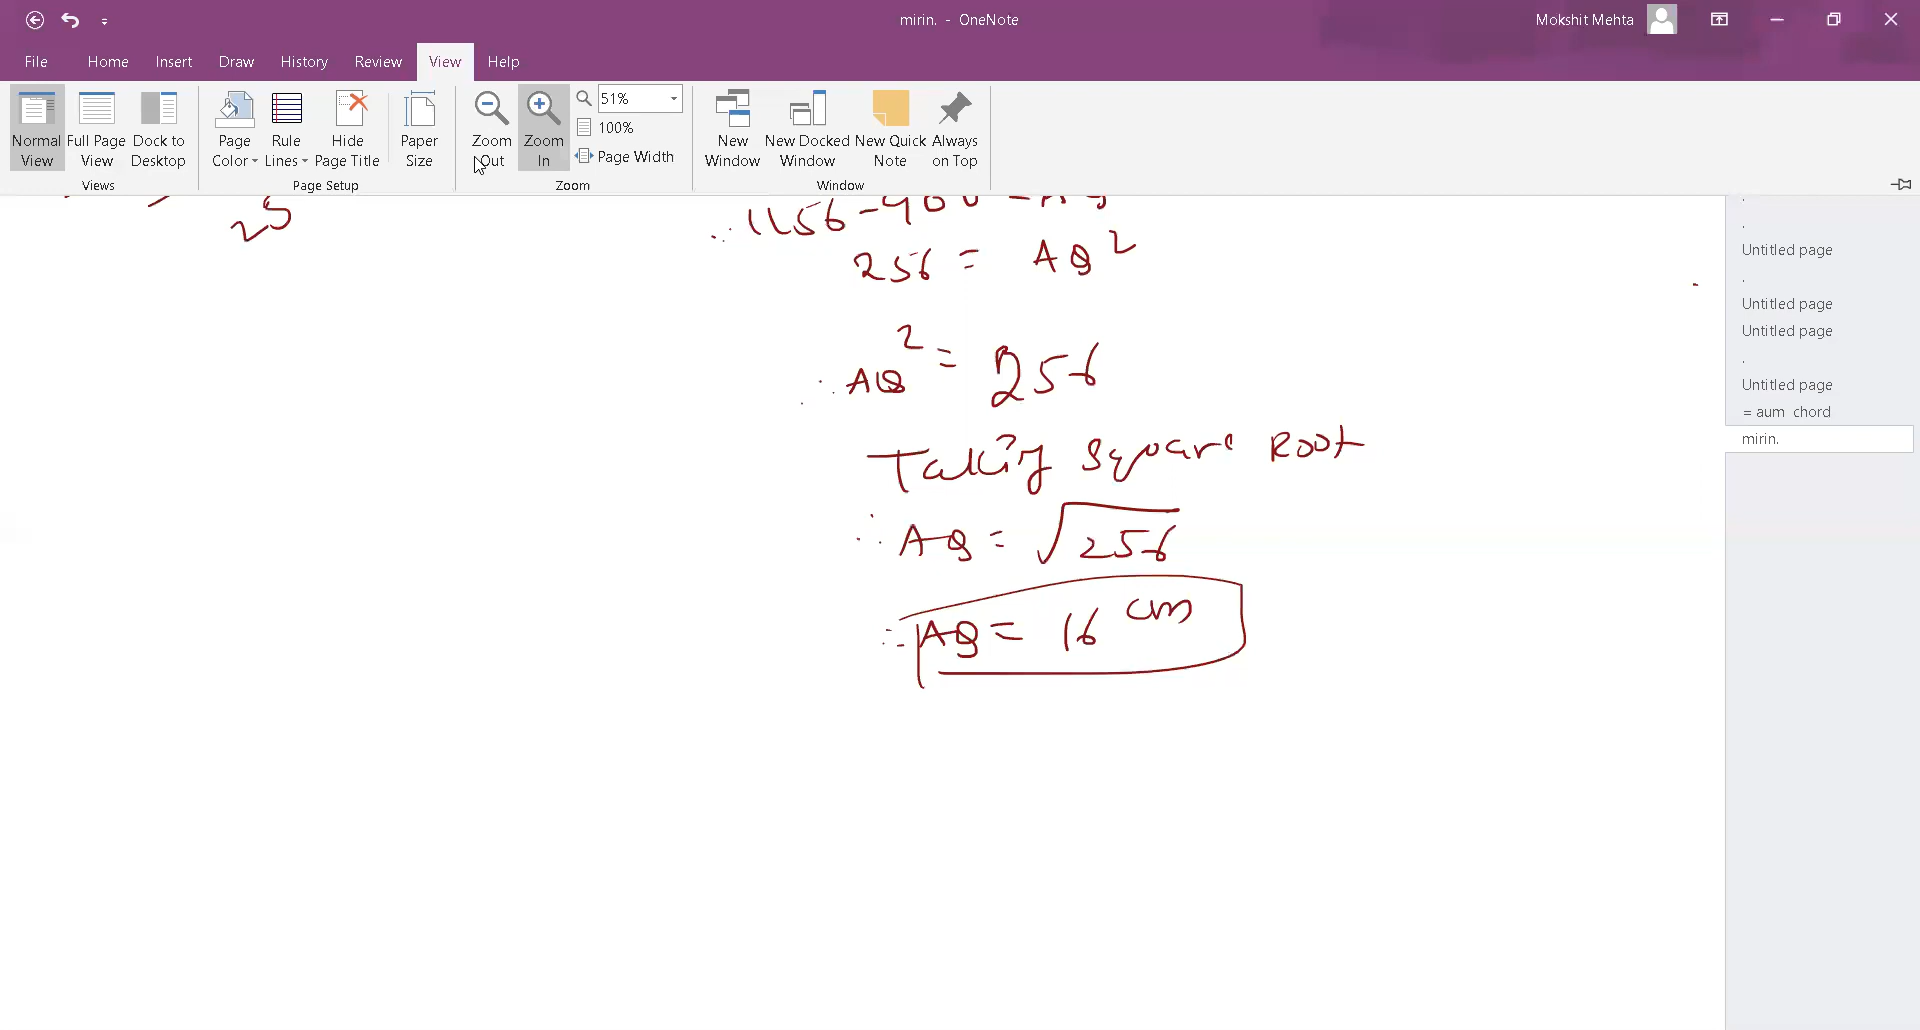 mirin. - OneNote
Mokshit Mehta
File Home Insert Draw History Review View Help
Normal View
Full Page View
Dock to Desktop
Views
Page Color
Rule Lines
Hide Page Title
Paper Size
Page Setup
Zoom Out
Zoom In
51%
100%
Page Width
Zoom
New Window
New Docked Window
New Quick Note
Always on Top
Window
25
∴ 1156 - 900 = AQ
256 = AQ²
∴ AQ² = 256
Taking Square Root
∴ AQ = √256
∴ AQ = 16 cm
.
.
Untitled page
.
Untitled page
Untitled page
.
Untitled page
= aum chord
mirin.